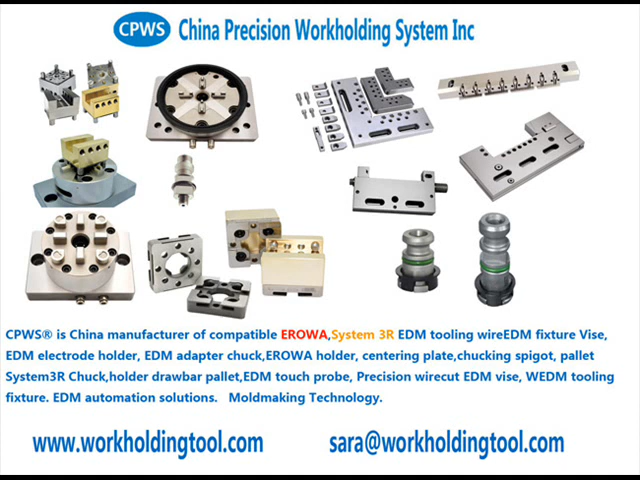 CPWS China Precision Workholding System Inc
CPWS® is China manufacturer of compatible EROWA,System 3R EDM tooling wireEDM fixture Vise,
EDM electrode holder, EDM adapter chuck,EROWA holder, centering plate,chucking spigot, pallet
System3R Chuck,holder drawbar pallet,EDM touch probe, Precision wirecut EDM vise, WEDM tooling
fixture. EDM automation solutions. Moldmaking Technology.
www.workholdingtool.com sara@workholdingtool.com